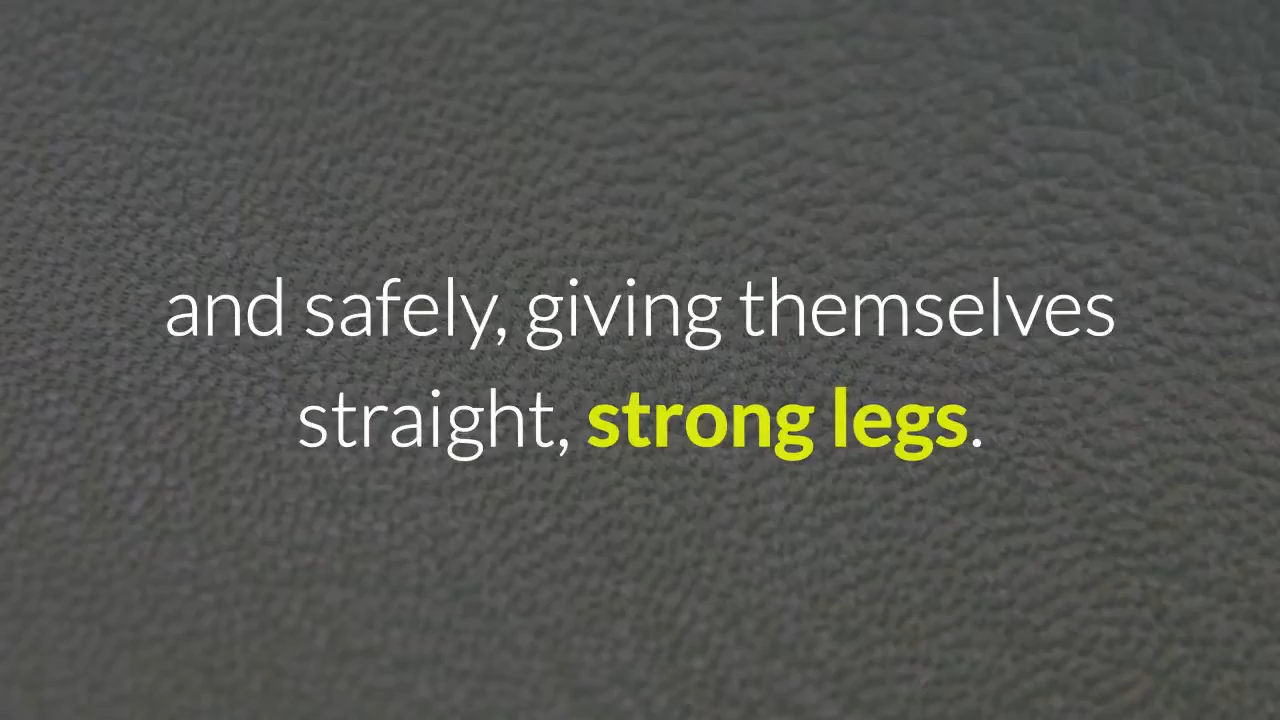 and safely, giving themselves
straight, strong legs.